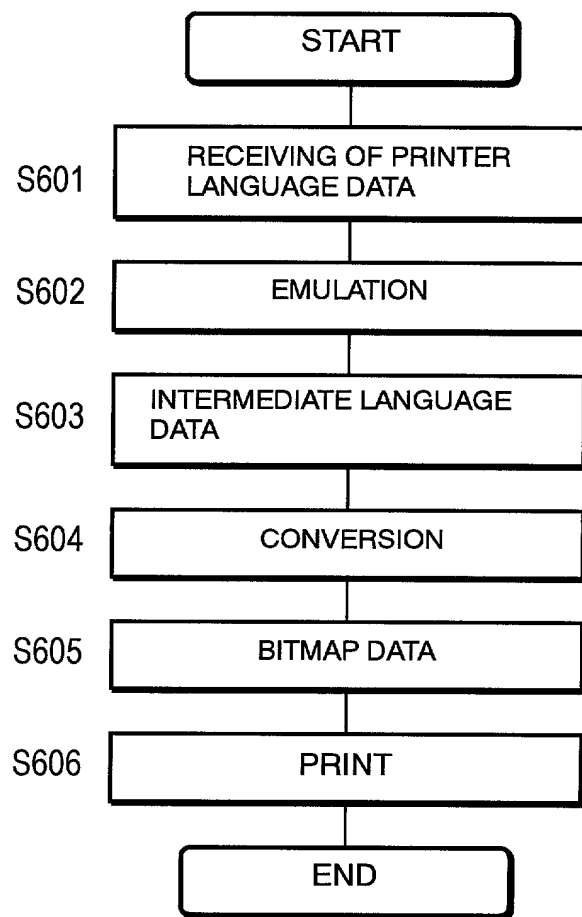 START
S601
RECEIVING OF PRINTER
LANGUAGE DATA
S602
EMULATION
S603
INTERMEDIATE LANGUAGE
DATA
S604
CONVERSION
S605
BITMAP DATA
S606
PRINT
END